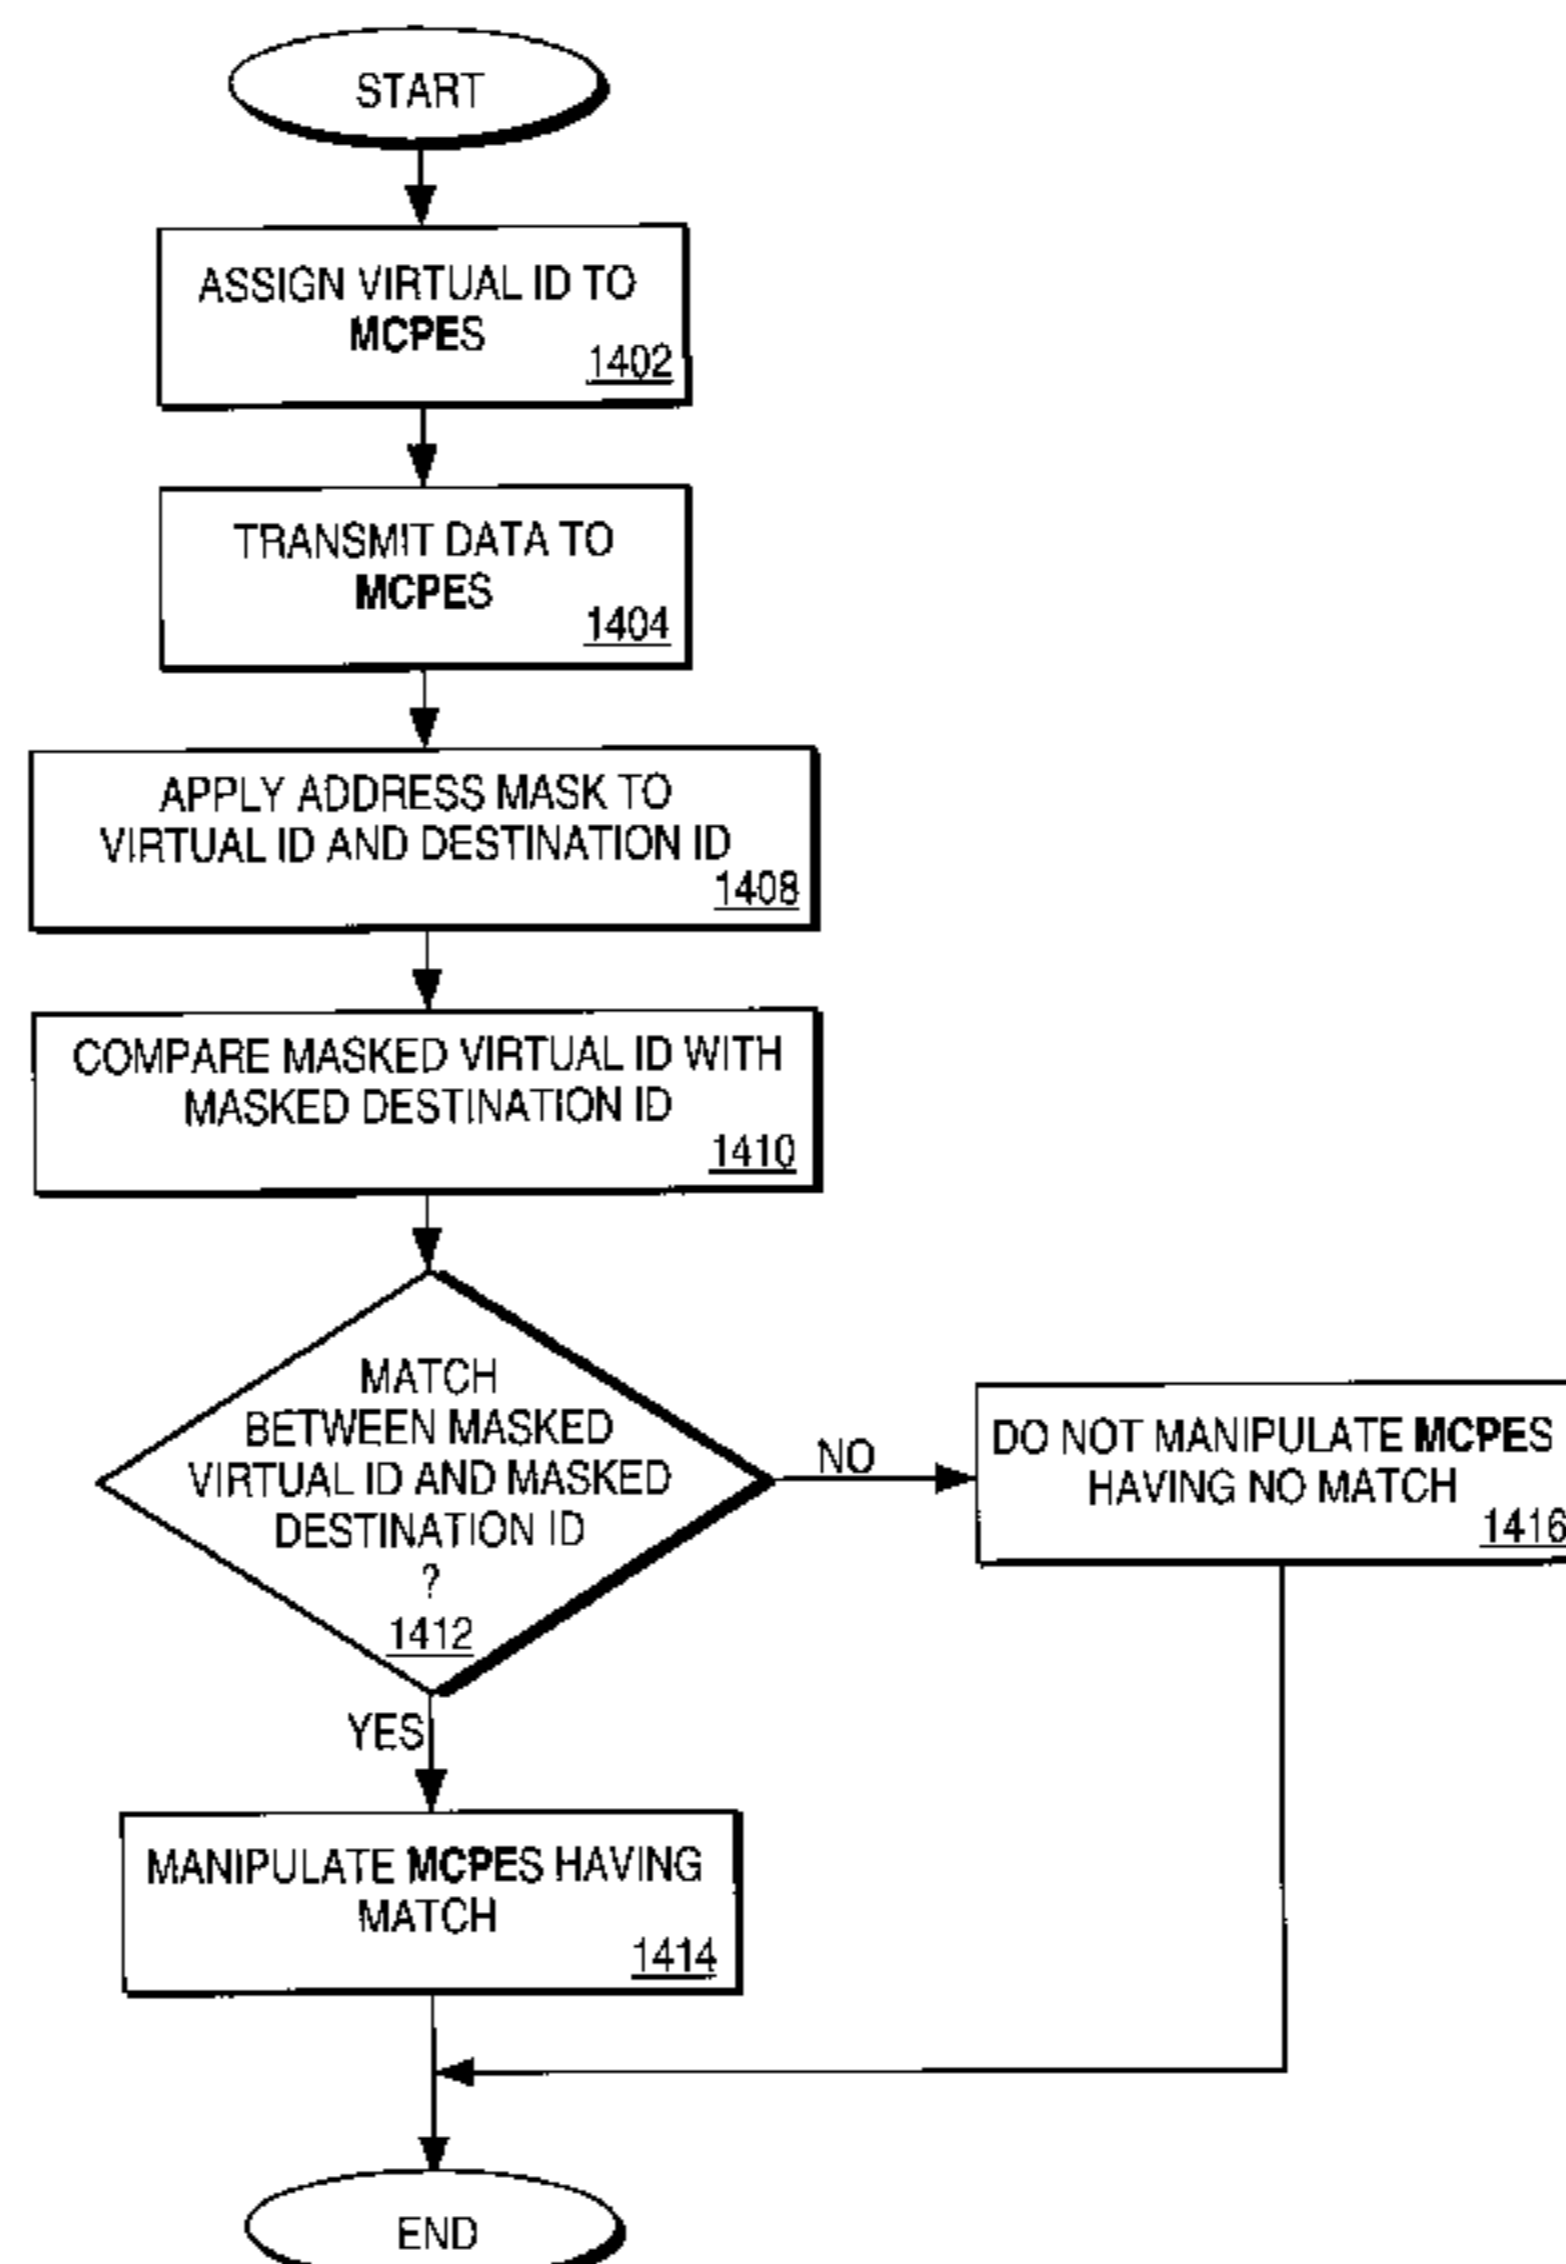 START
ASSIGN VIRTUAL ID TO
MCPES
1402
TRANSMIT DATA TO
MCPES
1404
APPLY ADDRESS MASK TO
VIRTUAL ID AND DESTINATION ID
1408
COMPARE MASKED VIRTUAL ID WITH
MASKED DESTINATION ID
1410
MATCH
BETWEEN MASKED
VIRTUAL ID AND MASKED
DESTINATION ID
?
1412
NO
DO NOT MANIPULATE MCPES
HAVING NO MATCH
1416
YES
MANIPULATE MCPES HAVING
MATCH
1414
END